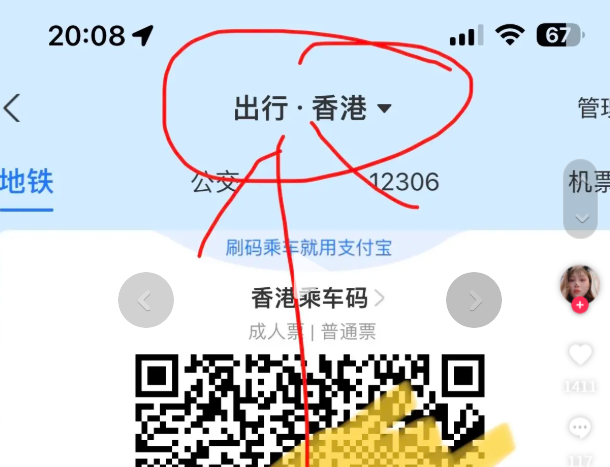 20:08 67
出行·香港
管理
地铁 公交 12306 机票
刷码乘车就用支付宝
香港乘车码
成人票 | 普通票
1411
117